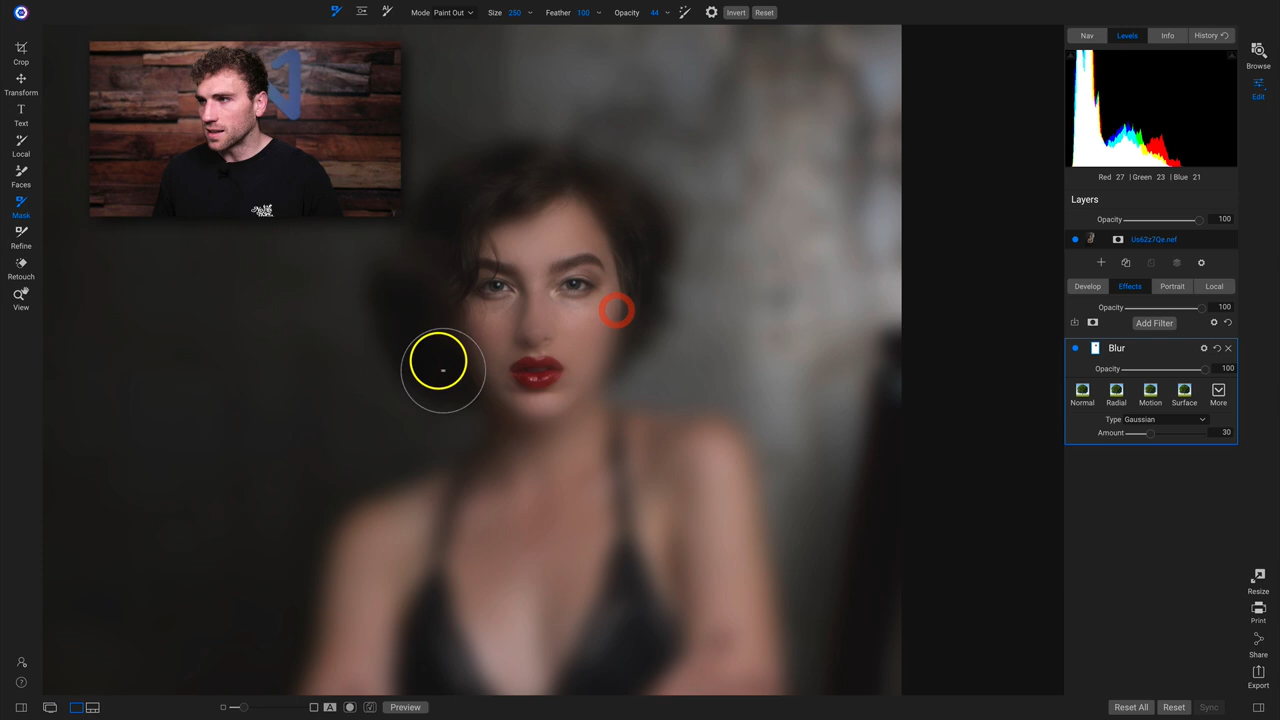 Mode Paint Out Size 250 Feather 100 Opacity 44 Invert Reset
Crop
Transform
Text
Local
Faces
Mask
Refine
Retouch
View
Nav Levels Info History
Red 27 | Green 23 | Blue 21
Layers
Opacity 100
Us62z7Qe.nef
Develop Effects Portrait Local
Opacity 100
Add Filter
Blur
Opacity 100
Normal Radial Motion Surface More
Type Gaussian
Amount 30
Browse
Edit
Resize
Print
Share
Export
A Preview
Reset All Reset Sync